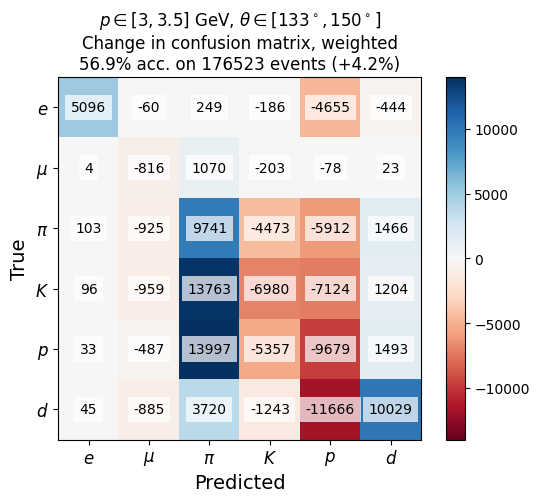 p ∈ [3, 3.5] GeV, θ ∈ [133°, 150°]
Change in confusion matrix, weighted
56.9% acc. on 176523 events (+4.2%)
True
e 5096 -60 249 -186 -4655 -444
μ 4 -816 1070 -203 -78 23
π 103 -925 9741 -4473 -5912 1466
K 96 -959 13763 -6980 -7124 1204
p 33 -487 13997 -5357 -9679 1493
d 45 -885 3720 -1243 -11666 10029
e μ π K p d
Predicted
10000
5000
0
−5000
−10000